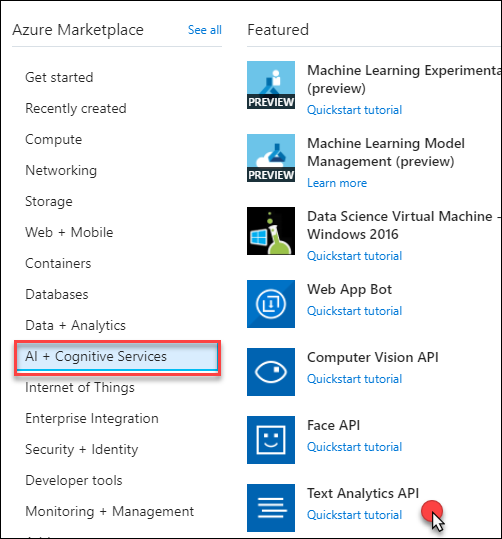 Azure Marketplace
See all
Get started
Recently created
Compute
Networking
Storage
Web + Mobile
Containers
Databases
Data + Analytics
AI + Cognitive Services
Internet of Things
Enterprise Integration
Security + Identity
Developer tools
Monitoring + Management
Featured
PREVIEW
Machine Learning Experimenta
(preview)
Quickstart tutorial
PREVIEW
Machine Learning Model
Management (preview)
Learn more
Data Science Virtual Machine -
Windows 2016
Quickstart tutorial
Web App Bot
Quickstart tutorial
Computer Vision API
Quickstart tutorial
Face API
Quickstart tutorial
Text Analytics API
Quickstart tutorial